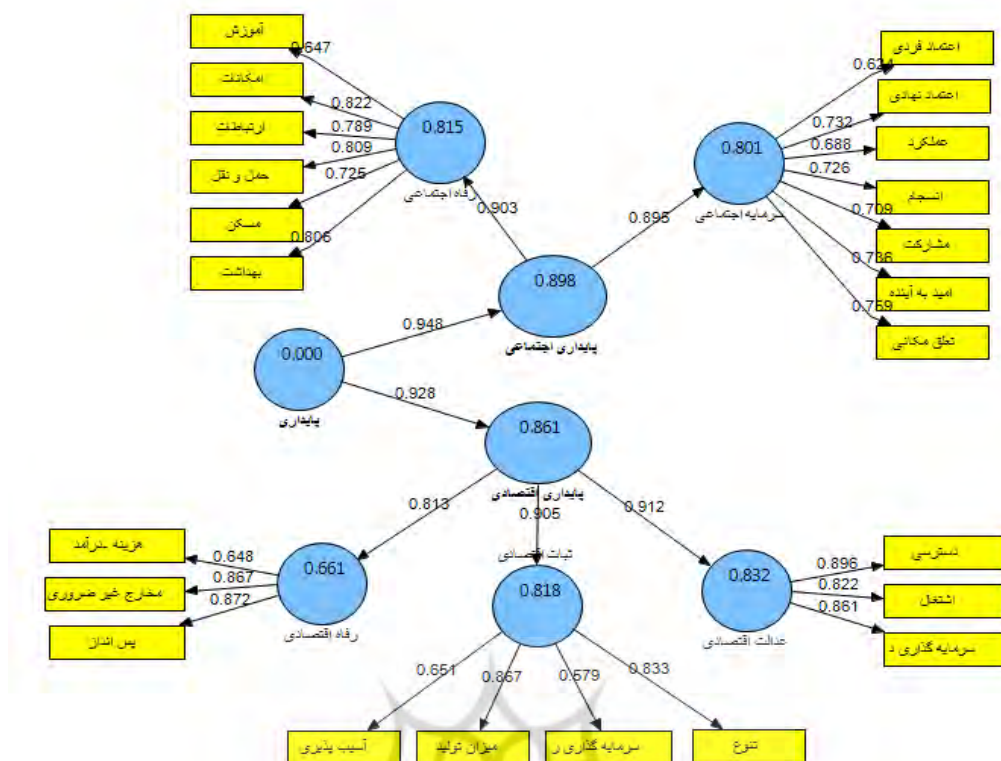 آموزش
0.647
امکانات
0.822
ارتباطات
0.789
حمل و نقل
0.809
مسکن
0.725
بهداشت
0.806
0.815
رفاه اجتماعی
0.903
اعتماد فردی
0.624
اعتماد نهادی
0.732
عملکرد
0.688
انسجام
0.726
مشارکت
0.709
امید به آینده
0.736
تعلق مکانی
0.759
0.801
سرمایه اجتماعی
0.895
0.898
پایداری اجتماعی
0.948
0.000
پایداری
0.928
0.861
پایداری اقتصادی
0.813
0.905
0.912
هزینه ـدرآمد
0.648
مخارج غیر ضروری
0.867
پس انداز
0.872
0.661
رفاه اقتصادی
ثبات اقتصادی
0.818
0.832
عدالت اقتصادی
دسترسی
0.896
اشتغال
0.822
سرمایه گذاری د
0.861
0.651
0.867
0.579
0.833
آسیب پذیری
میزان تولید
سرمایه گذاری ر
تنوع